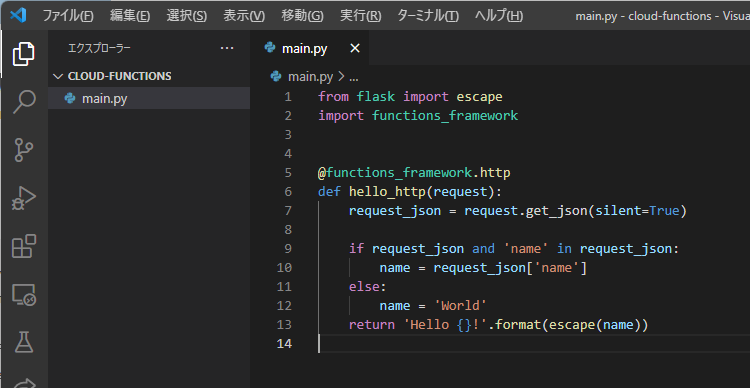 ファイル(F) 編集(E) 選択(S) 表示(V) 移動(G) 実行(R) ターミナル(T) ヘルプ(H) main.py - cloud-functions - Visua
エクスプローラー ...
main.py
CLOUD-FUNCTIONS
main.py
main.py > ...
1 from flask import escape
2 import functions_framework
3
4
5 @functions_framework.http
6 def hello_http(request):
7     request_json = request.get_json(silent=True)
8
9     if request_json and 'name' in request_json:
10         name = request_json['name']
11     else:
12         name = 'World'
13     return 'Hello {}!'.format(escape(name))
14